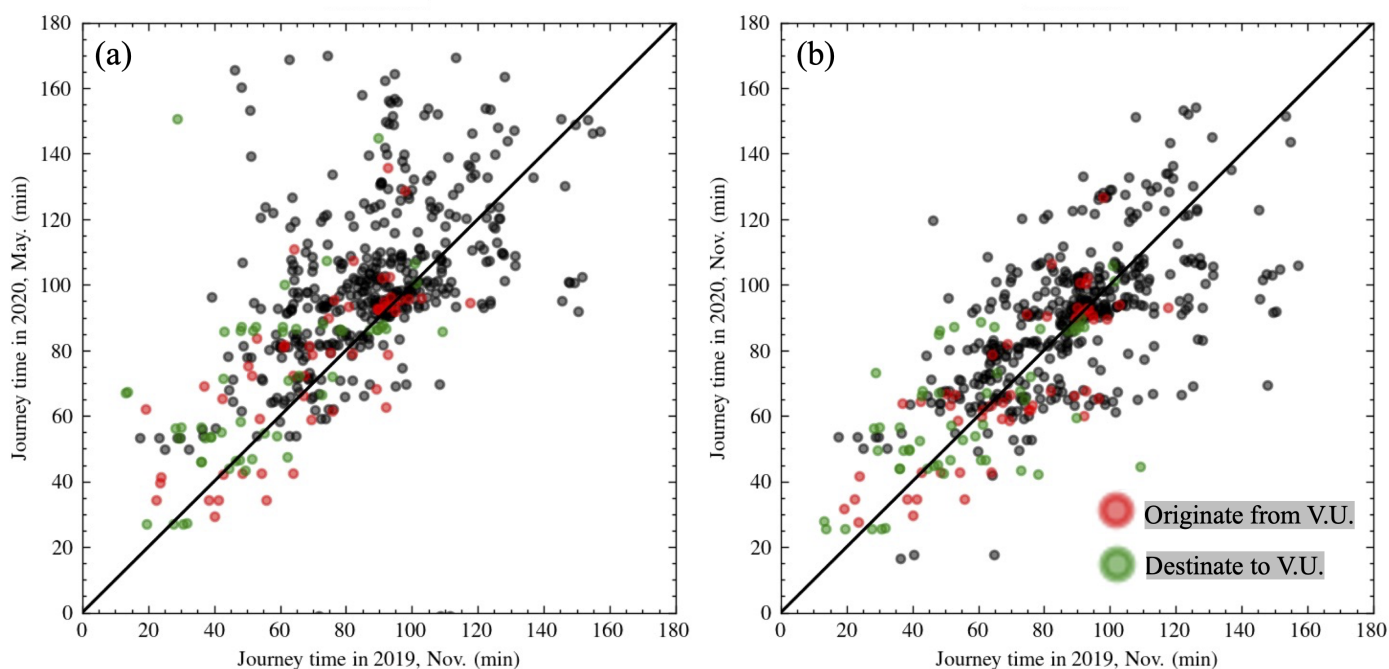 (a)
180
160
140
120
100
80
60
40
20
0
Journey time in 2020, May. (min)
0 20 40 60 80 100 120 140 160 180
Journey time in 2019, Nov. (min)
(b)
180
160
140
120
100
80
60
40
20
0
Journey time in 2020, Nov. (min)
0 20 40 60 80 100 120 140 160 180
Journey time in 2019, Nov. (min)
Originate from V.U.
Destinate to V.U.